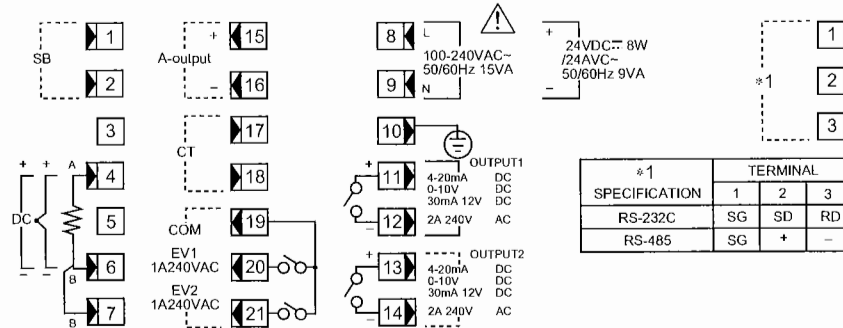 SB
1
2
3
4
5
6
7
DC
+ +
A
− −
B
B
A-output
+
−
15
16
CT
17
18
COM
19
EV1
1A240VAC
20
EV2
1A240VAC
21
8
9
10
L
100-240VAC~
50/60Hz 15VA
N
+
24VDC⎓ 8W
/24AVC~
50/60Hz 9VA
−
OUTPUT1
+
11
4-20mA DC
0-10V DC
30mA 12V DC
−
12
2A 240V AC
OUTPUT2
+
13
4-20mA DC
0-10V DC
30mA 12V DC
−
14
2A 240V AC
*1
1
2
3
*1 SPECIFICATION TERMINAL
1 2 3
RS-232C SG SD RD
RS-485 SG + −